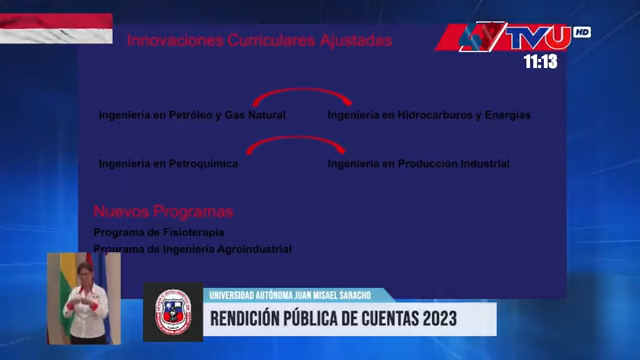 Innovaciones Curriculares Ajustadas
TVU HD
11:13
Ingeniería en Petróleo y Gas Natural
Ingeniería en Hidrocarburos y Energías
Ingeniería en Petroquímica
Ingeniería en Producción Industrial
Nuevos Programas
Programa de Fisioterapia
Programa de Ingeniería Agroindustrial
UNIVERSIDAD AUTÓNOMA JUAN MISAEL SARACHO
RENDICIÓN PÚBLICA DE CUENTAS 2023